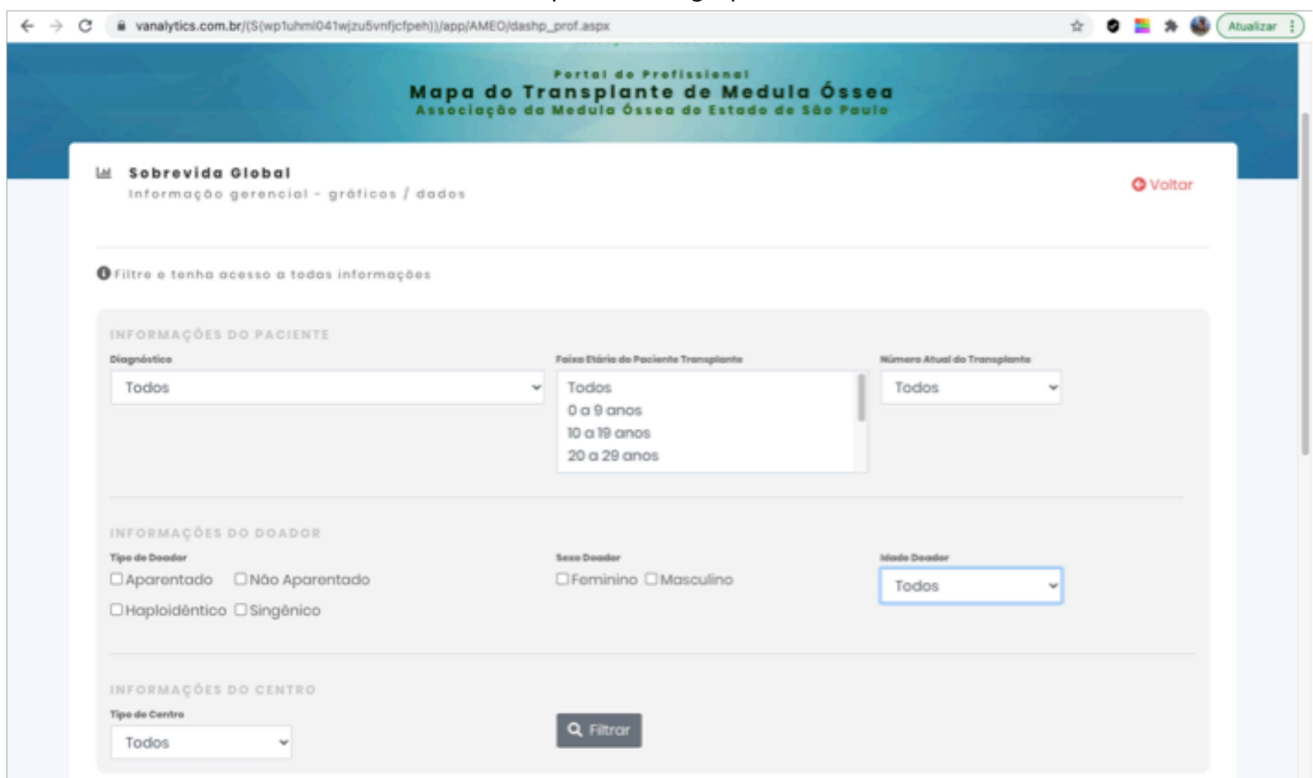 vanalytics.com.br/(S(wp1uhml041wjzu5vnfjcfpeh))/app/AMEO/dashp_prof.aspx
Atualizar
Portal do Profissional
Mapa do Transplante de Medula Óssea
Associação da Medula Óssea do Estado de São Paulo
Sobrevida Global
Informação gerencial - gráficos / dados
Voltar
Filtre e tenha acesso a todas informações
INFORMAÇÕES DO PACIENTE
Diagnóstico
Faixa Etária do Paciente Transplante
Número Atual do Transplante
Todos
Todos
0 a 9 anos
10 a 19 anos
20 a 29 anos
Todos
INFORMAÇÕES DO DOADOR
Tipo de Doador
Sexo Doador
Idade Doador
Aparentado Não Aparentado
Haploidêntico Singênico
Feminino Masculino
Todos
INFORMAÇÕES DO CENTRO
Tipo de Centro
Todos
Filtrar